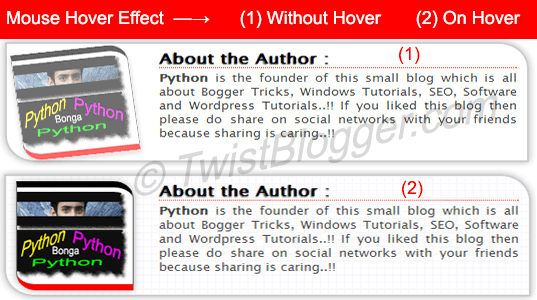 Mouse Hover Effect —→ (1) Without Hover (2) On Hover
About the Author :
(1)
Python is the founder of this small blog which is all
about Bogger Tricks, Windows Tutorials, SEO, Software
and Wordpress Tutorials..!! If you liked this blog then
please do share on social networks with your friends
because sharing is caring..!!
Python Python
Bonga
Python
© TwistBlogger.com
About the Author :
(2)
Python is the founder of this small blog which is all
about Bogger Tricks, Windows Tutorials, SEO, Software
and Wordpress Tutorials..!! If you liked this blog then
please do share on social networks with your friends
because sharing is caring..!!
Python Python
Bonga
Python